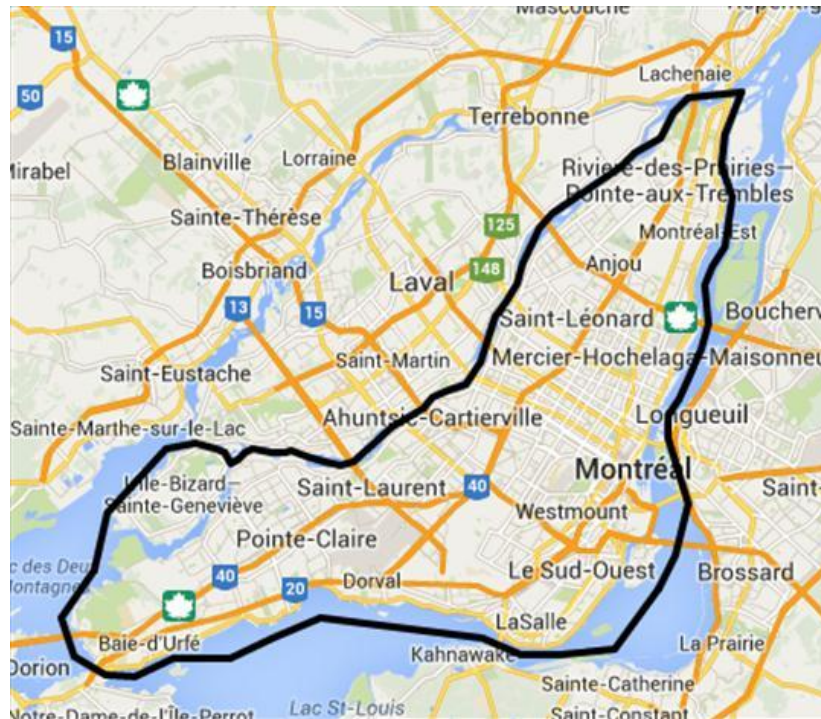 Mascouche
Repentig
15
Lachenaie
50
Terrebonne
Mirabel
Blainville
Lorraine
Rivière-des-Prairies—
Pointe-aux-Trembles
Sainte-Thérèse
125
Montréal-Est
Boisbriand
148
Anjou
Laval
13
15
Saint-Léonard
Boucherv
Saint-Martin
Mercier-Hochelaga-Maisonneu
Saint-Eustache
Ahuntsic-Cartierville
Longueuil
Sainte-Marthe-sur-le-Lac
Montréal
L'Île-Bizard—
Sainte-Geneviève
Saint-Laurent
40
Saint-
Westmount
Pointe-Claire
c des Deu
Montagnes
40
20
Dorval
Le Sud-Ouest
Brossard
LaSalle
Baie-d'Urfé
La Prairie
Dorion
Kahnawake
Sainte-Catherine
Notre-Dame-de-l'Île-Perrot
Lac St-Louis
Saint-Constant